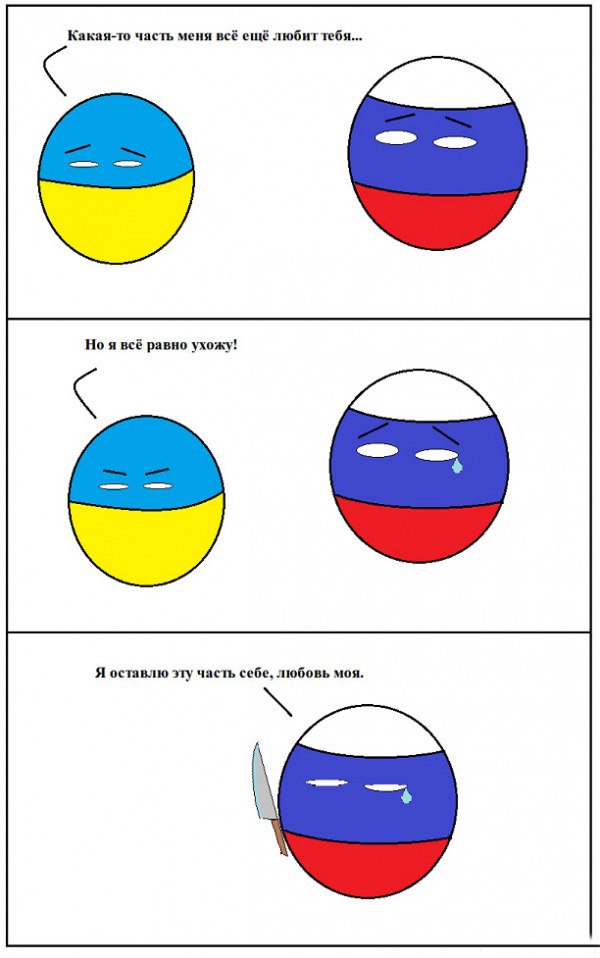 Какая-то часть меня всё ещё любит тебя...
Но я всё равно ухожу!
Я оставлю эту часть себе, любовь моя.